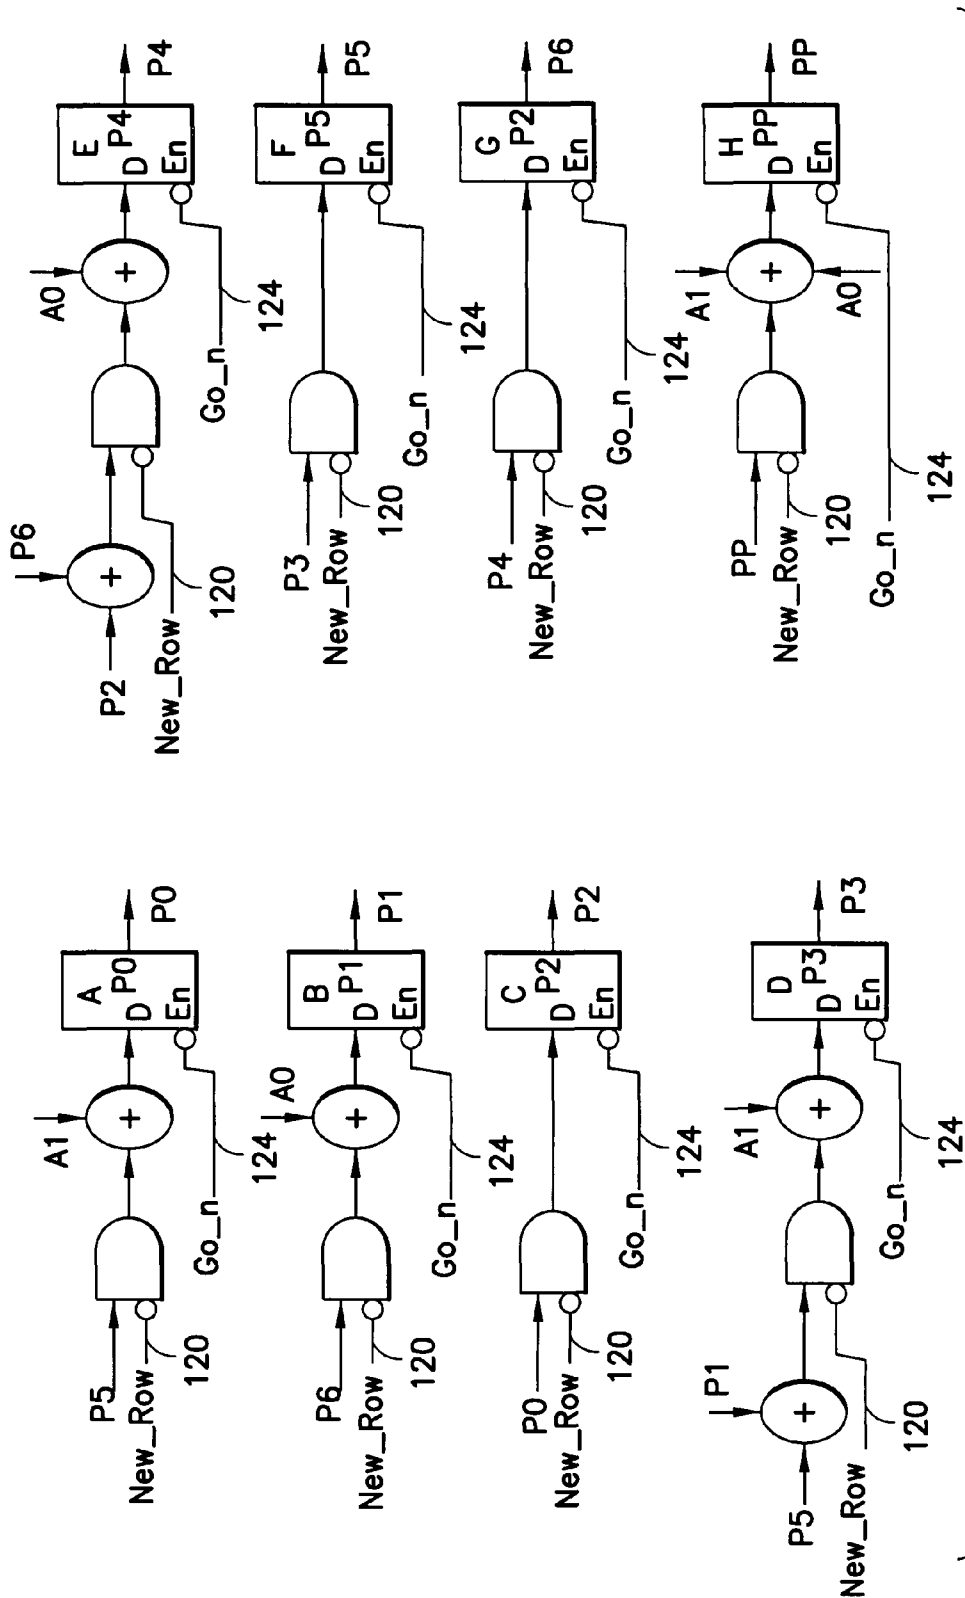 P5
New_Row
120
A1
A
P0
D
En
P0
Go_n
124
P6
New_Row
120
A0
B
P1
D
En
P1
Go_n
124
P0
New_Row
120
C
P2
D
En
P2
Go_n
124
P5
P1
New_Row
120
A1
D
P3
D
En
P3
Go_n
124
P2
P6
New_Row
120
A0
E
P4
D
En
P4
Go_n
124
P3
New_Row
120
F
P5
D
En
P5
Go_n
124
P4
New_Row
120
G
P2
D
En
P6
Go_n
124
PP
New_Row
120
A1
A0
H
PP
D
En
PP
Go_n
124